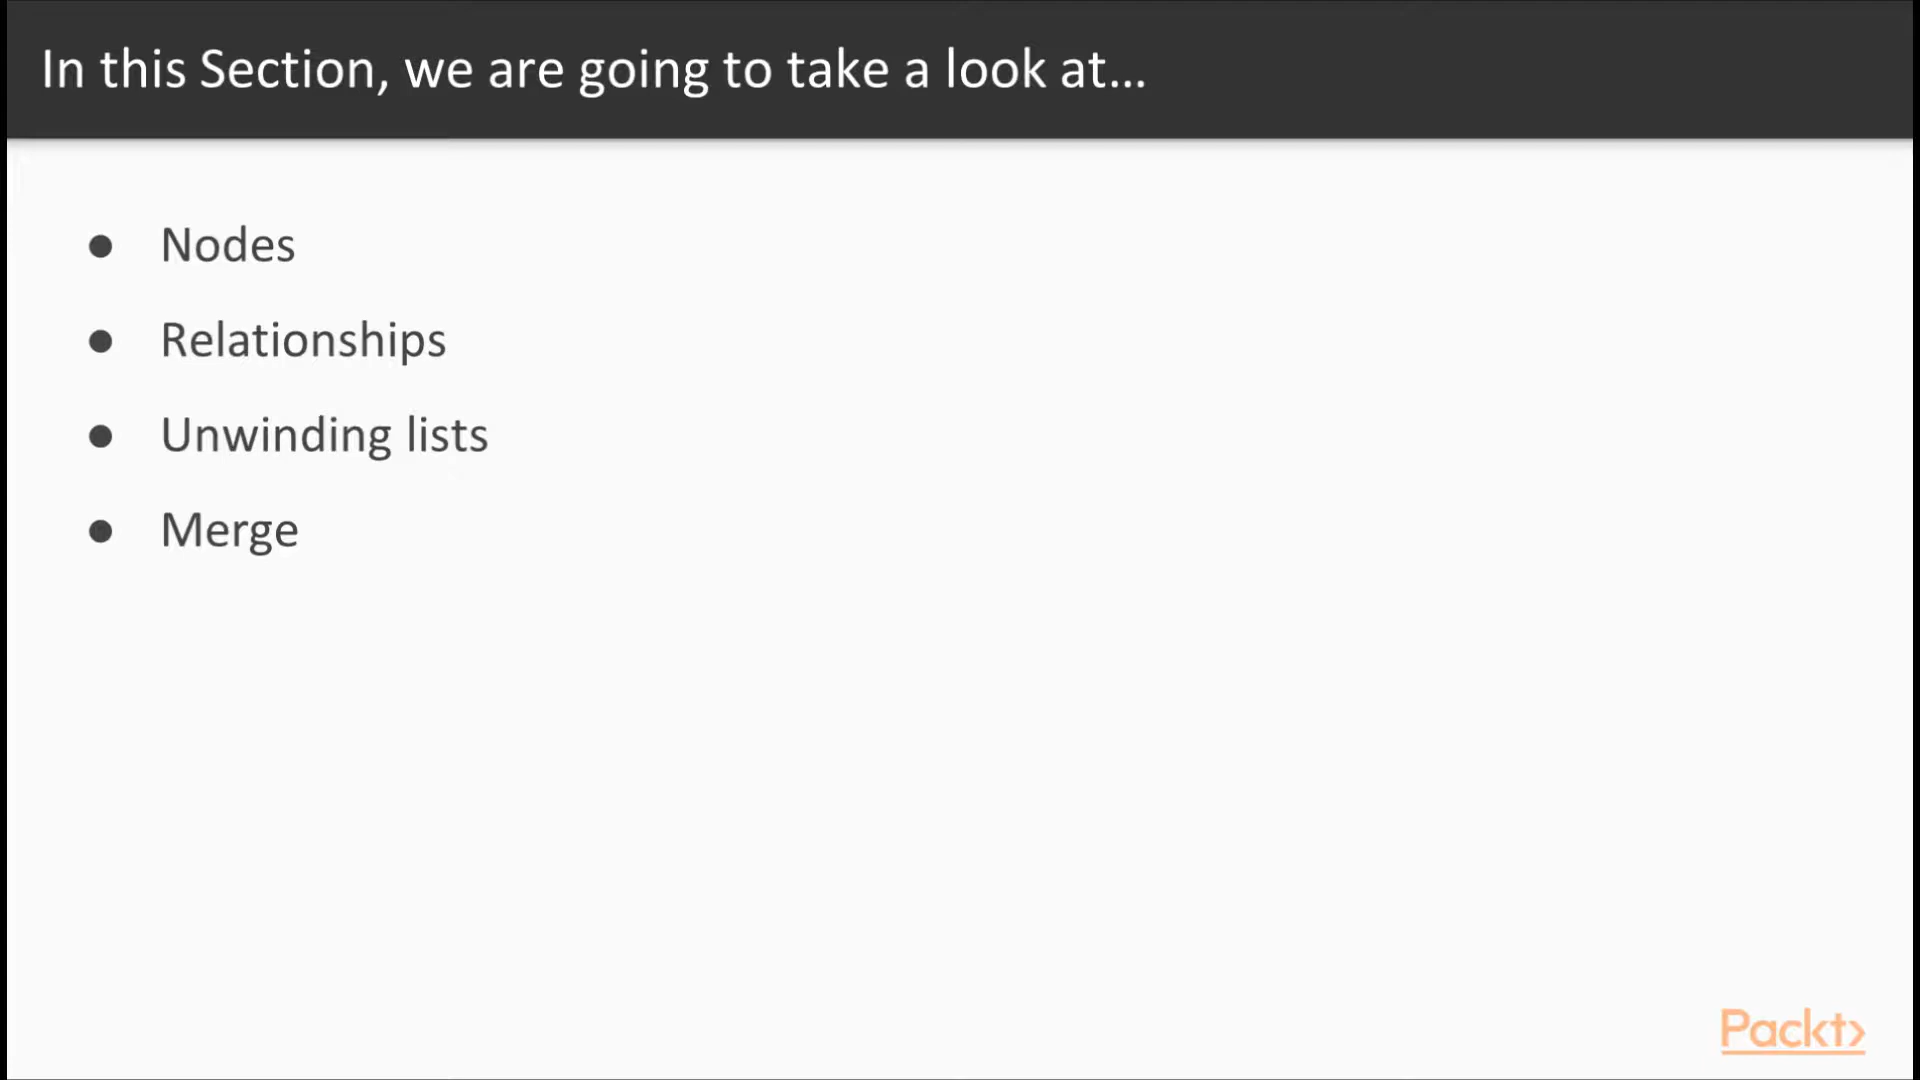 In this Section, we are going to take a look at...
● Nodes
● Relationships
● Unwinding lists
● Merge
Packt>